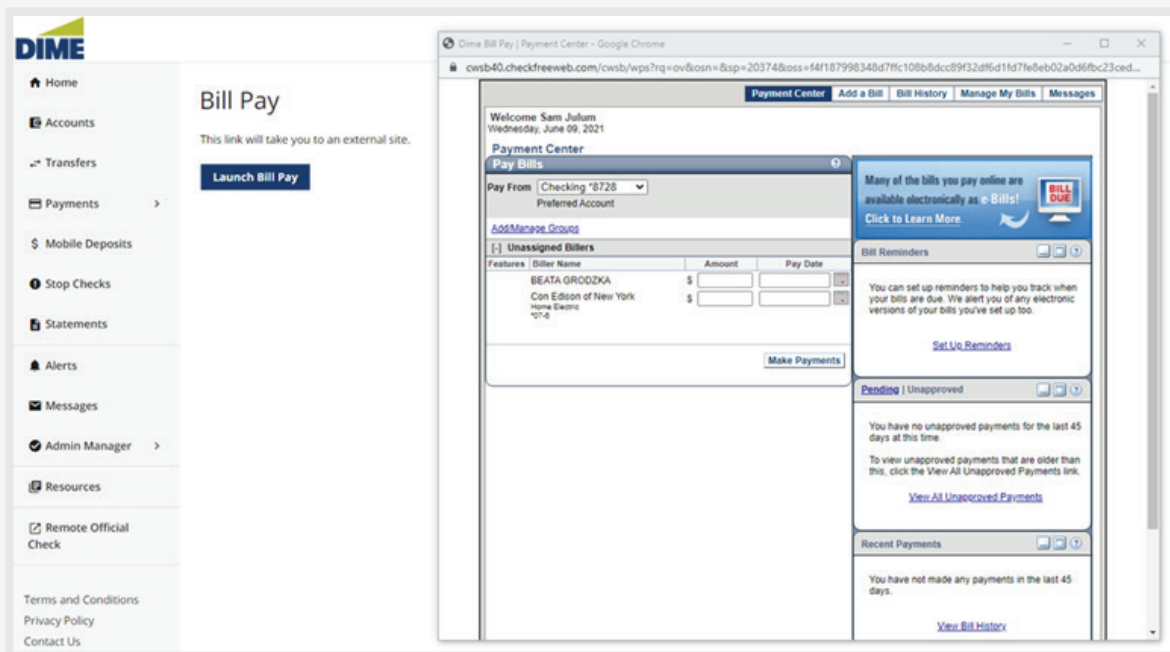 DIME
Home
Accounts
Transfers
Payments
$ Mobile Deposits
Stop Checks
Statements
Alerts
Messages
Admin Manager
Resources
Remote Official
Check
Terms and Conditions
Privacy Policy
Contact Us
Bill Pay
This link will take you to an external site.
Launch Bill Pay
Dime Bill Pay | Payment Center - Google Chrome
Payment Center Add a Bill Bill History Manage My Bills Messages
Welcome Sam Julum
Wednesday, June 09, 2021
Payment Center
Pay Bills
Pay From Checking *8728
Preferred Account
Add/Manage Groups
[-] Unassigned Billers
Features Biller Name Amount Pay Date
BEATA GRODZKA $
Con Edison of New York $
Home Electric
*07-6
Make Payments
Many of the bills you pay online are
available electronically as e-Bills!
Click to Learn More.
BILL
DUE
Bill Reminders
You can set up reminders to help you track when
your bills are due. We alert you of any electronic
versions of your bills you've set up too.
Set Up Reminders
Pending | Unapproved
You have no unapproved payments for the last 45
days at this time.
To view unapproved payments that are older than
this, click the View All Unapproved Payments link.
View All Unapproved Payments
Recent Payments
You have not made any payments in the last 45
days.
View Bill History